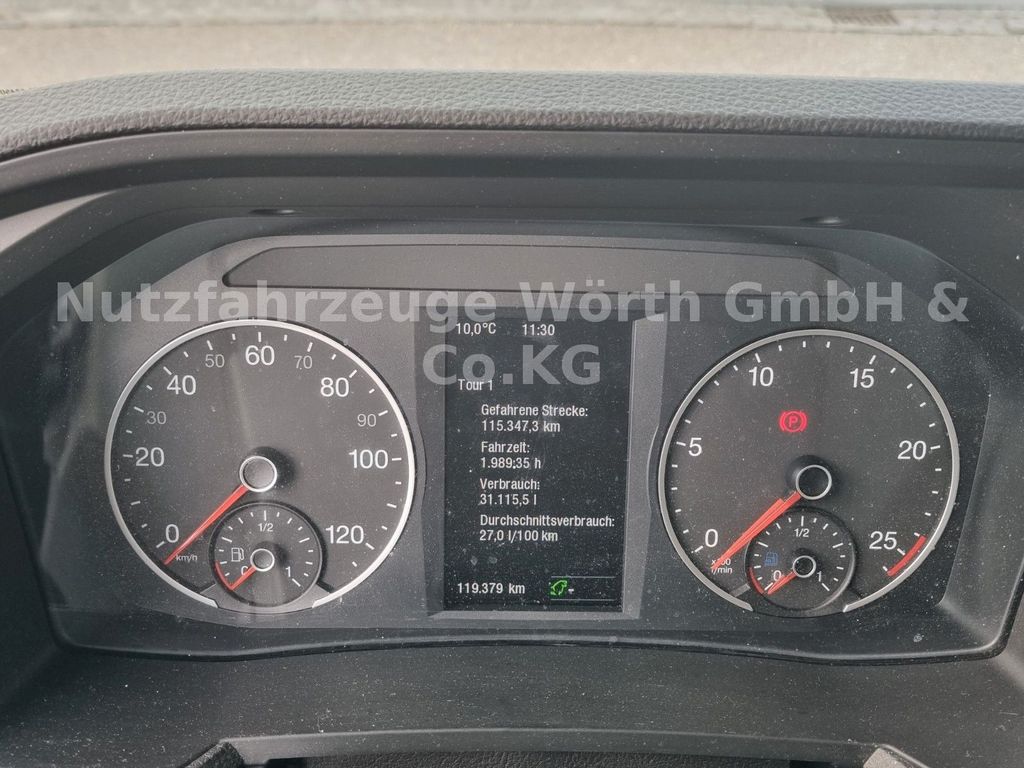 Nutzfahrzeuge Wörth GmbH &
Co.KG
10,0°C 11:30
Tour 1
Gefahrene Strecke:
115.347,3 km
Fahrzeit:
1.989:35 h
Verbrauch:
31.115,5 l
Durchschnittsverbrauch:
27,0 l/100 km
119.379 km
0
20
30
40
50
60
70
80
90
100
120
km/h
0
1/2
1
0
5
10
15
20
25
x100
1/min
P
0
1/2
1